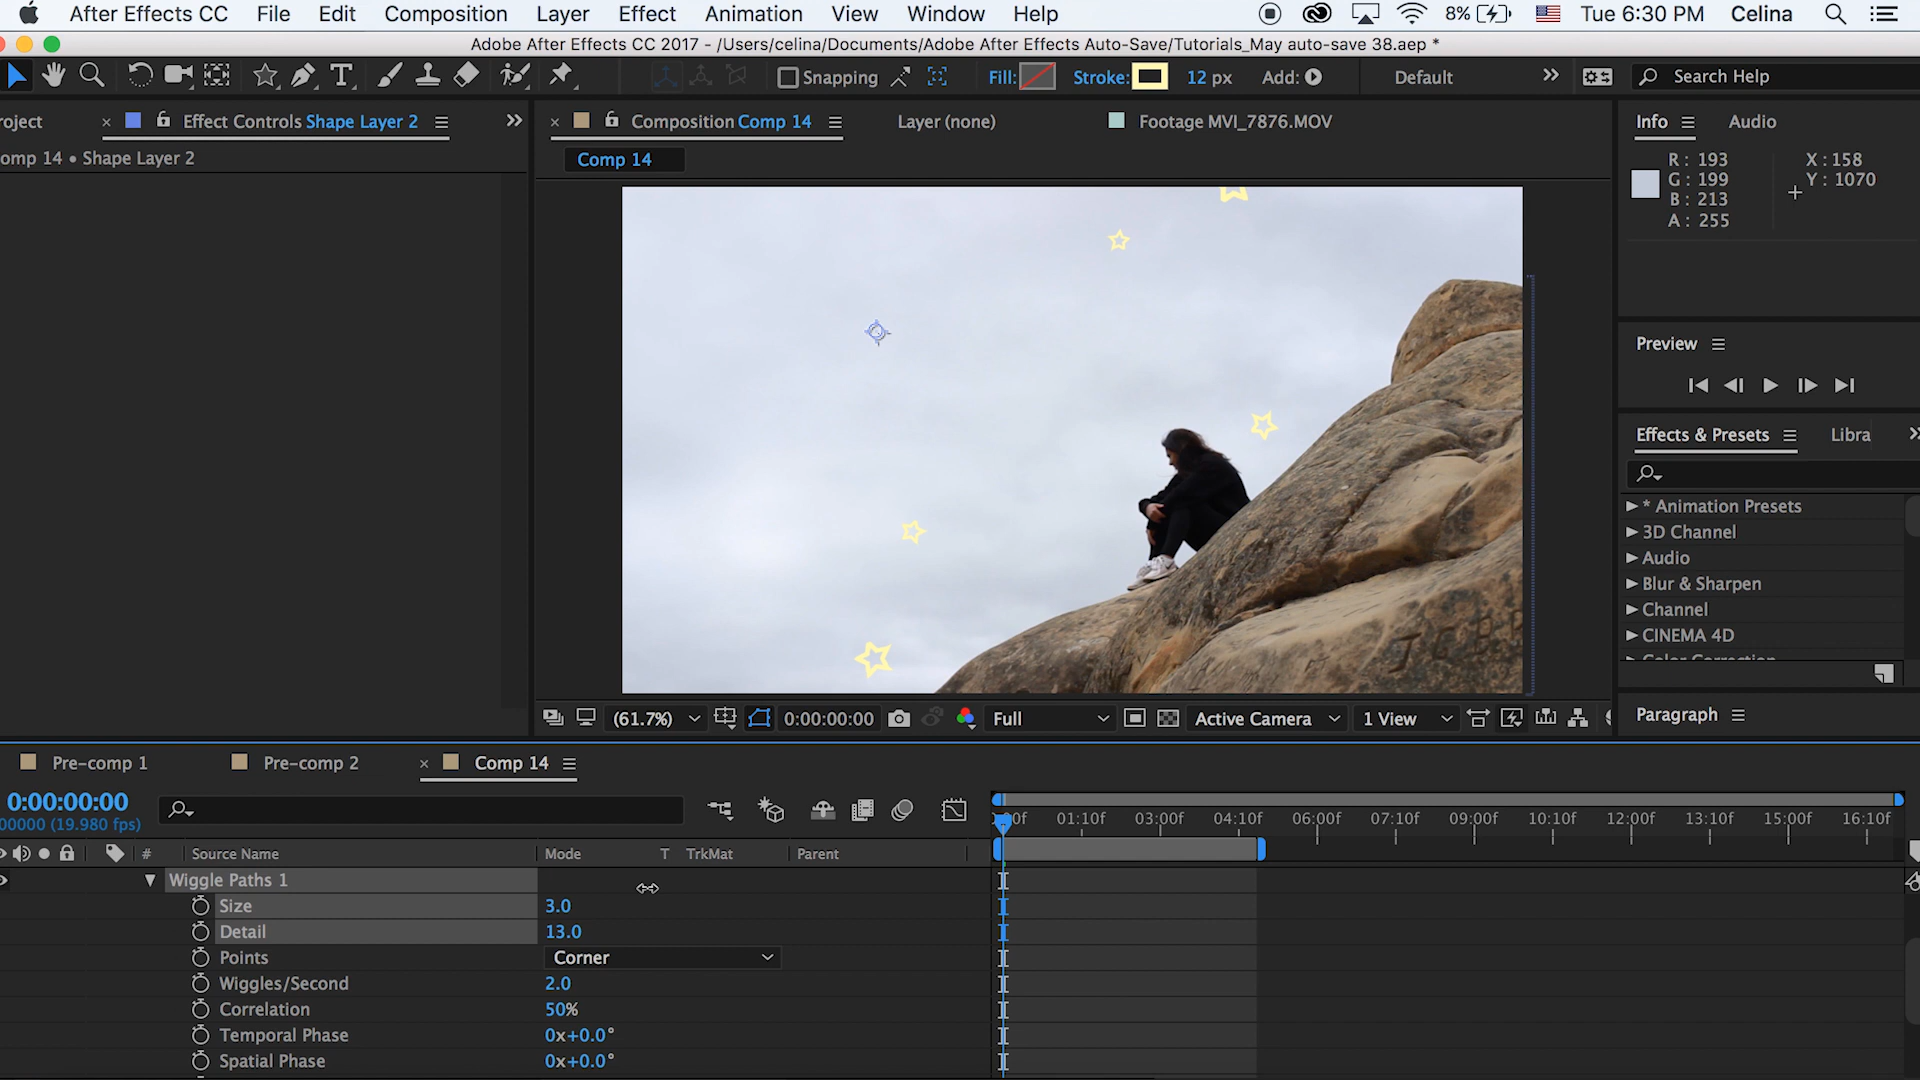 After Effects CC File Edit Composition Layer Effect Animation View Window Help 8% Tue 6:30 PM Celina
Adobe After Effects CC 2017 - /Users/celina/Documents/Adobe After Effects Auto-Save/Tutorials_May auto-save 38.aep *
Snapping Fill: Stroke: 12 px Add: Default Search Help
roject Effect Controls Shape Layer 2 Composition Comp 14 Layer (none) Footage MVI_7876.MOV Info Audio
omp 14 • Shape Layer 2 Comp 14
R : 193 X : 158
G : 199 Y : 1070
B : 213
A : 255
Preview
Effects & Presets Libra
* Animation Presets
3D Channel
Audio
Blur & Sharpen
Channel
CINEMA 4D
Color Correction
(61.7%) 0:00:00:00 Full Active Camera 1 View Paragraph
Pre-comp 1 Pre-comp 2 Comp 14
0:00:00:00
00000 (19.980 fps)
01:10f 03:00f 04:10f 06:00f 07:10f 09:00f 10:10f 12:00f 13:10f 15:00f 16:10f
# Source Name Mode T TrkMat Parent
Wiggle Paths 1
Size 3.0
Detail 13.0
Points Corner
Wiggles/Second 2.0
Correlation 50%
Temporal Phase 0x+0.0°
Spatial Phase 0x+0.0°